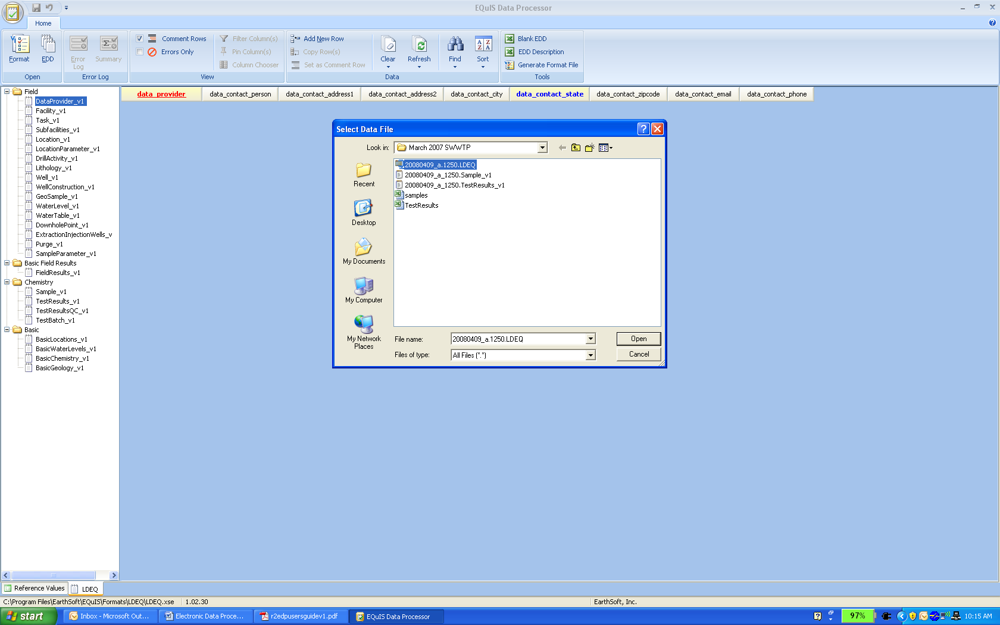 EQuIS Data Processor
Home
Format
EDD
Open
Error Log
Summary
Error Log
Comment Rows
Errors Only
Filter Column(s)
Pin Column(s)
Column Chooser
View
Add New Row
Copy Row(s)
Set as Comment Row
Clear
Refresh
Find
Sort
Data
Blank EDD
EDD Description
Generate Format File
Tools
Field
DataProvider_v1
Facility_v1
Task_v1
Subfacilities_v1
Location_v1
LocationParameter_v1
DrillActivity_v1
Lithology_v1
Well_v1
WellConstruction_v1
GeoSample_v1
WaterLevel_v1
WaterTable_v1
DownholePoint_v1
ExtractionInjectionWells_v
Purge_v1
SampleParameter_v1
Basic Field Results
FieldResults_v1
Chemistry
Sample_v1
TestResults_v1
TestResultsQC_v1
TestBatch_v1
Basic
BasicLocations_v1
BasicWaterLevels_v1
BasicChemistry_v1
BasicGeology_v1
data_provider data_contact_person data_contact_address1 data_contact_address2 data_contact_city data_contact_state data_contact_zipcode data_contact_email data_contact_phone
Select Data File
Look in: March 2007 SWWTP
Recent
Desktop
My Documents
My Computer
My Network Places
20080409_a.1250.LDEQ
20080409_a_1250.Sample_v1
20080409_a_1250.TestResults_v1
samples
TestResults
File name: 20080409_a.1250.LDEQ
Open
Files of type: All Files (*.*)
Cancel
Reference Values
LDEQ
C:\Program Files\EarthSoft\EQuIS\Formats\LDEQ\LDEQ.xse 1.02.30 EarthSoft, Inc.
start
Inbox - Microsoft Out...
Electronic Data Proce...
r2edpusersguidev1.pdf
EQuIS Data Processor
97%
10:15 AM